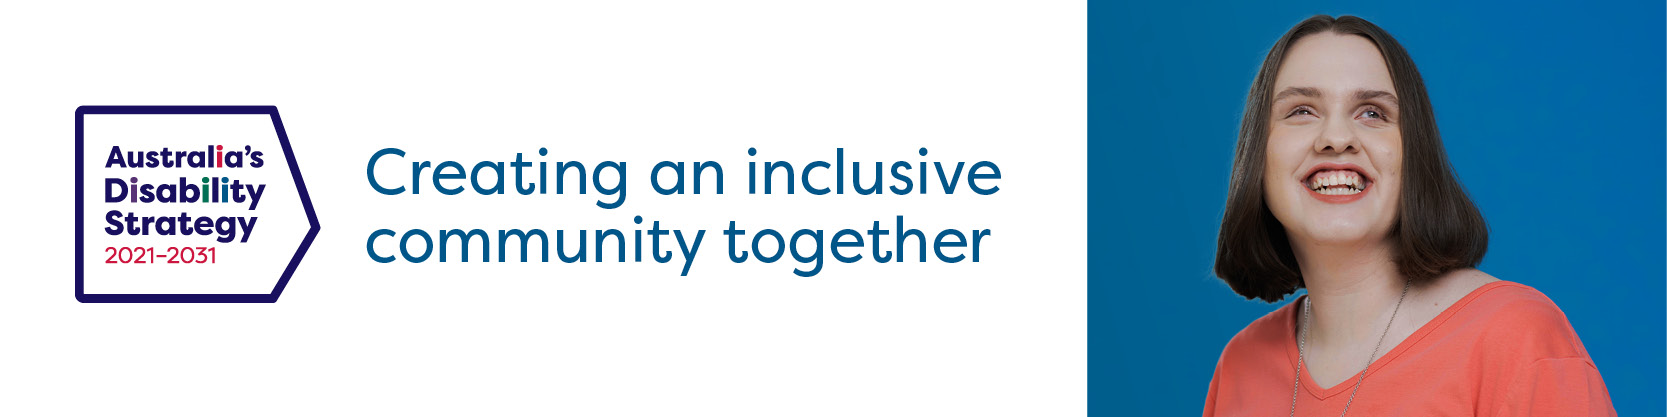 Australia's
Disability
Strategy
2021–2031
Creating an inclusive
community together